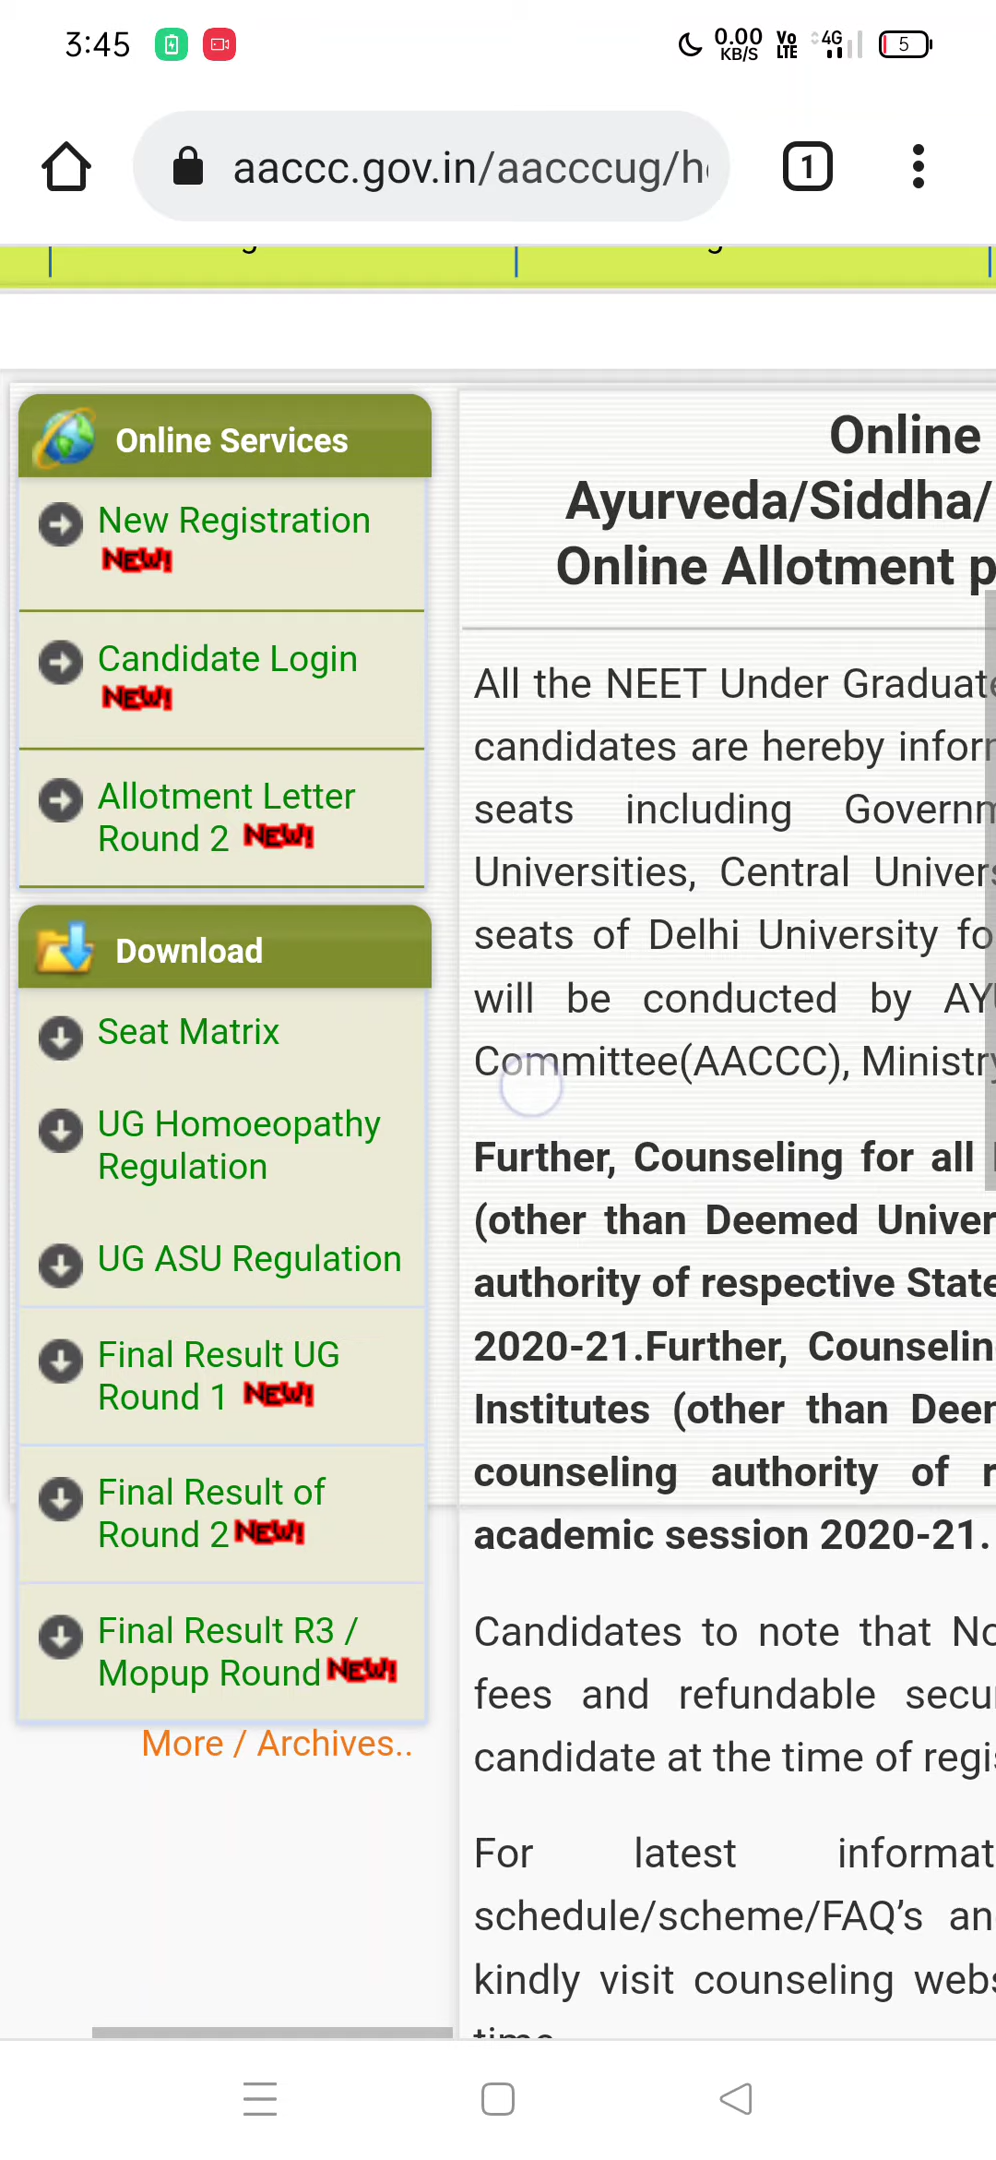 3:45
0.00
KB/S
Vo
LTE
4G
5
aaccc.gov.in/aacccug/h
1
Online Services
New Registration
NEW!
Candidate Login
NEW!
Allotment Letter
Round 2 NEW!
Download
Seat Matrix
UG Homoeopathy
Regulation
UG ASU Regulation
Final Result UG
Round 1 NEW!
Final Result of
Round 2 NEW!
Final Result R3 /
Mopup Round NEW!
More / Archives..
Online
Ayurveda/Siddha/
Online Allotment p
All the NEET Under Graduate
candidates are hereby infor
seats including Governm
Universities, Central Univers
seats of Delhi University fo
will be conducted by AY
Committee(AACCC), Ministry
Further, Counseling for all
(other than Deemed Univer
authority of respective State
2020-21.Further, Counselin
Institutes (other than Deer
counseling authority of r
academic session 2020-21.
Candidates to note that No
fees and refundable secu
candidate at the time of regis
For latest informat
schedule/scheme/FAQ's an
kindly visit counseling webs